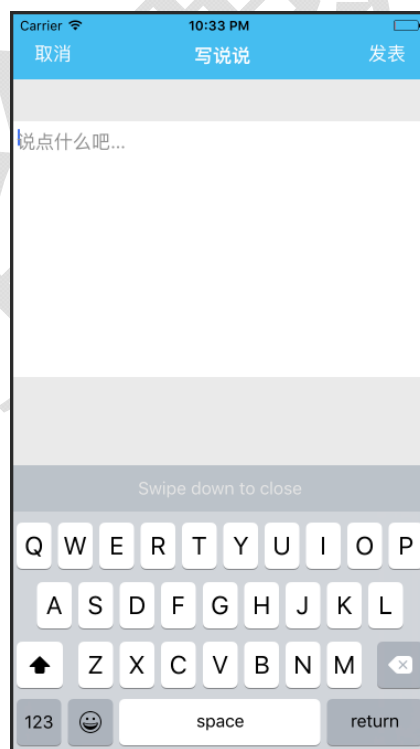 Carrier 10:33 PM
取消 写说说 发表
说点什么吧...
Swipe down to close
Q W E R T Y U I O P
A S D F G H J K L
Z X C V B N M
123 space return